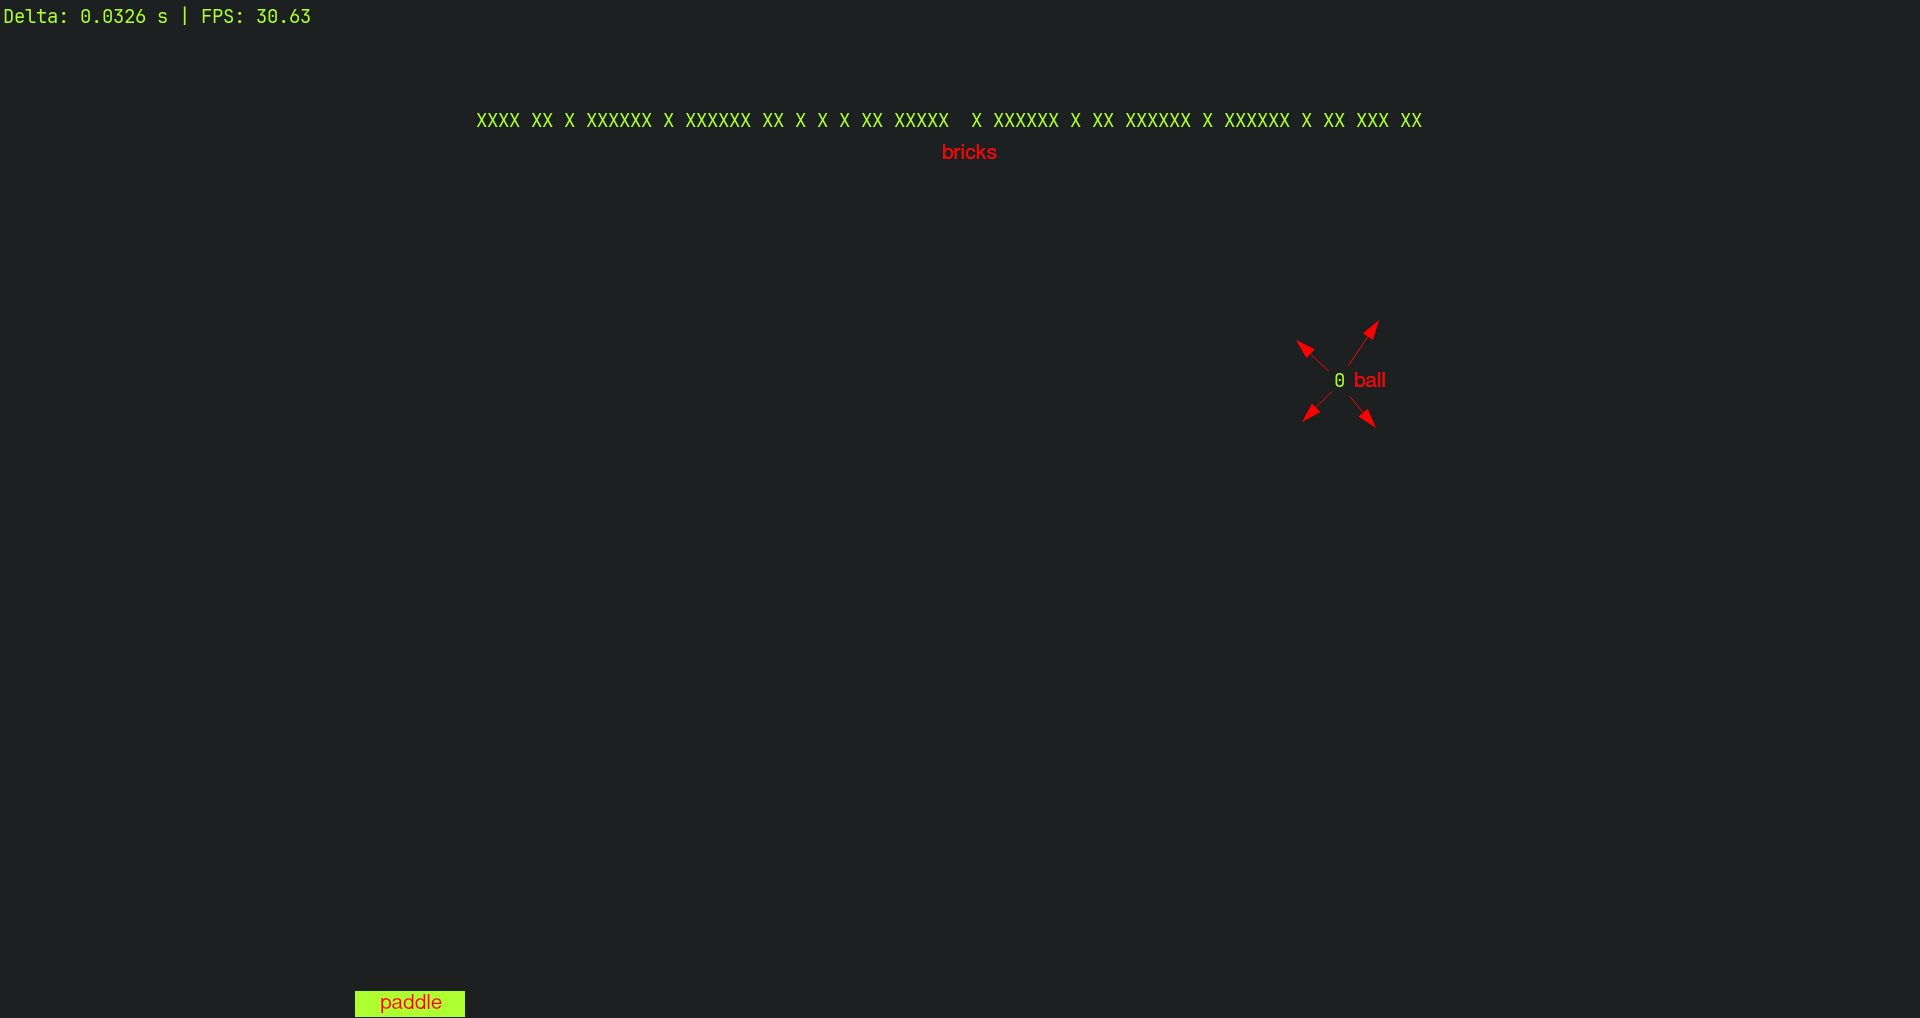 Delta: 0.0326 s | FPS: 30.63
XXXX XX X XXXXXX X XXXXXX XX X X X XX XXXXX  X XXXXXX X XX XXXXXX X XXXXXX X XX XXX XX
bricks
0 ball
paddle